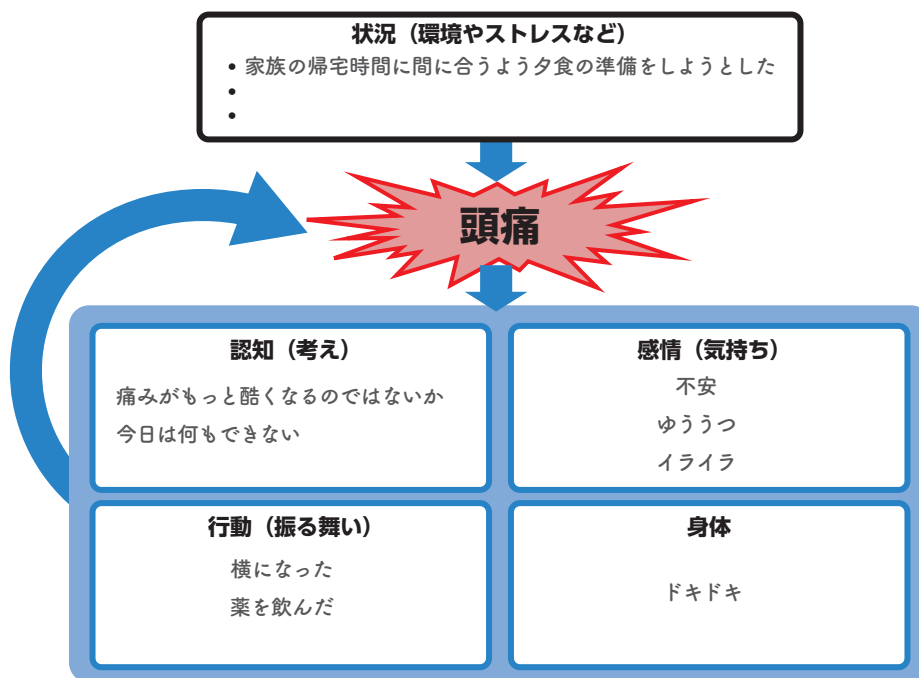 状況（環境やストレスなど）
• 家族の帰宅時間に間に合うよう夕食の準備をしようとした
•
•
頭痛
認知（考え）
痛みがもっと酷くなるのではないか
今日は何もできない
感情（気持ち）
不安
ゆううつ
イライラ
行動（振る舞い）
横になった
薬を飲んだ
身体
ドキドキ